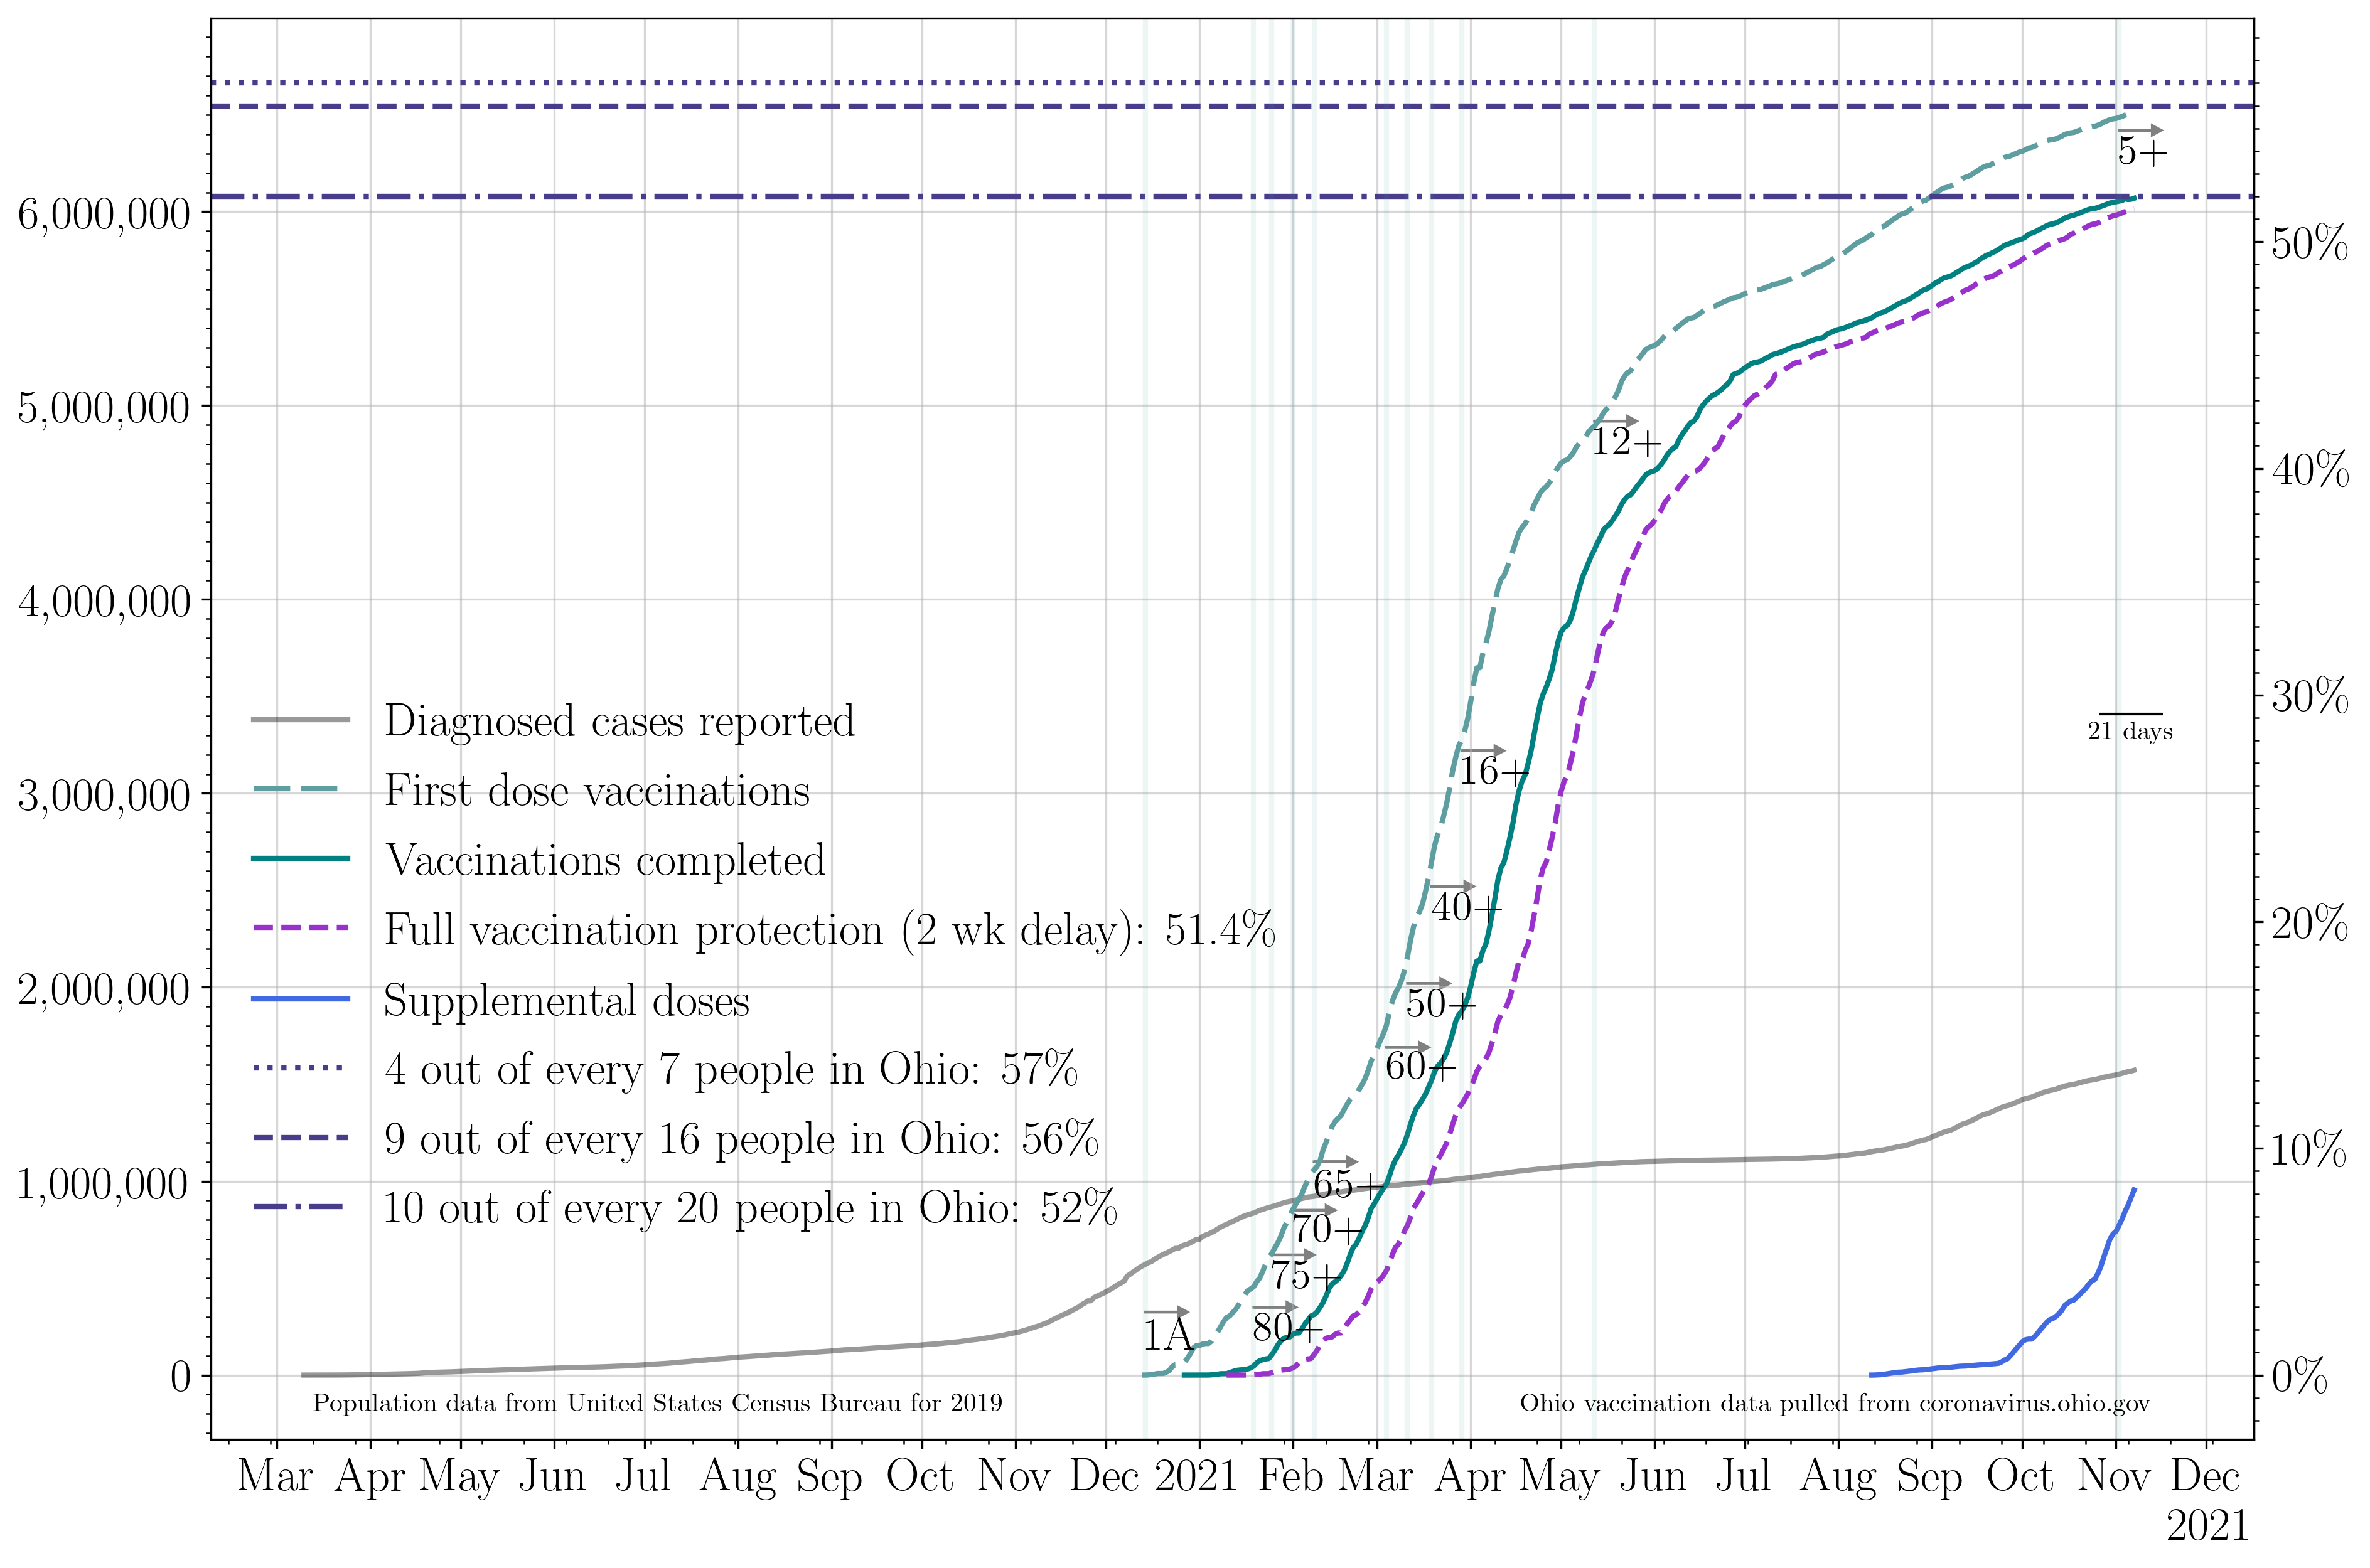 6,000,000
5,000,000
4,000,000
3,000,000
2,000,000
1,000,000
0
50%
40%
30%
20%
10%
0%
5+
12+
16+
40+
50+
60+
65+
70+
75+
80+
1A
21 days
Diagnosed cases reported
First dose vaccinations
Vaccinations completed
Full vaccination protection (2 wk delay): 51.4%
Supplemental doses
4 out of every 7 people in Ohio: 57%
9 out of every 16 people in Ohio: 56%
10 out of every 20 people in Ohio: 52%
Population data from United States Census Bureau for 2019
Ohio vaccination data pulled from coronavirus.ohio.gov
Mar Apr May Jun Jul Aug Sep Oct Nov Dec 2021 Feb Mar Apr May Jun Jul Aug Sep Oct Nov Dec
2021